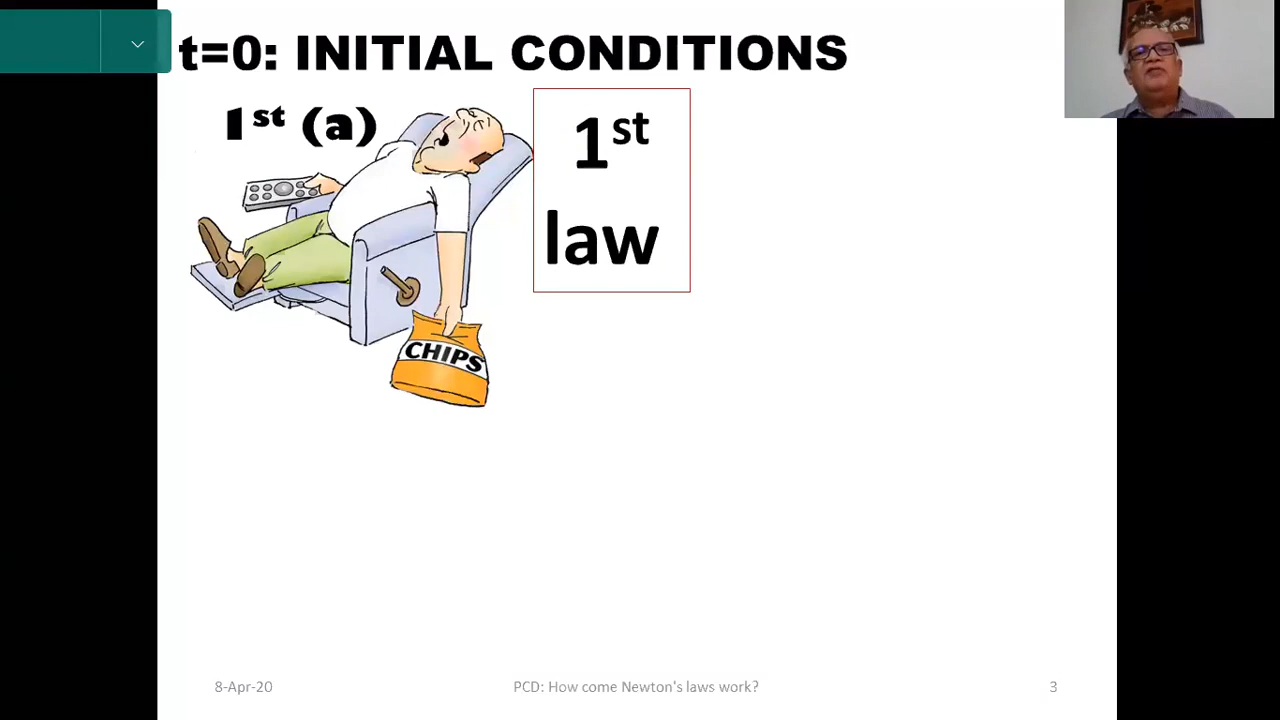 t=0: INITIAL CONDITIONS
1st (a)
1st
law
CHIPS
8-Apr-20
PCD: How come Newton's laws work?
3